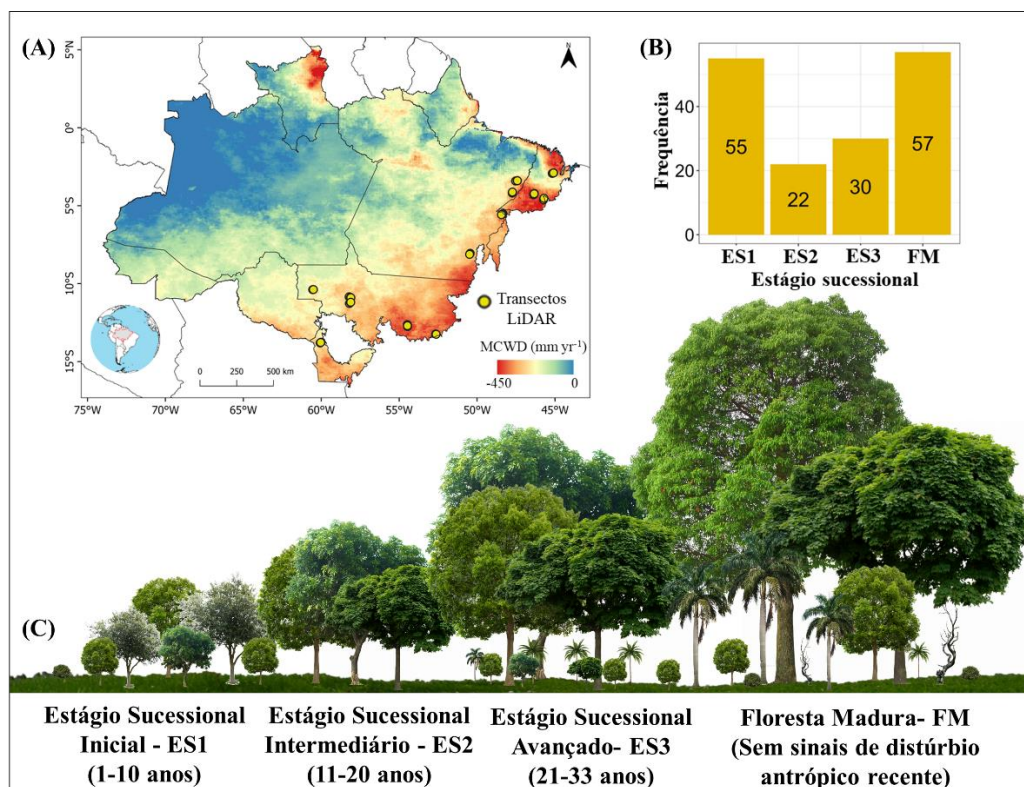 (A)
5°N
0°
5°S
10°S
15°S
75°W
70°W
65°W
60°W
55°W
50°W
45°W
N
0 250 500 km
Transectos
LiDAR
MCWD (mm yr-1)
-450 0
(B)
Frequência
40
20
0
55
22
30
57
ES1 ES2 ES3 FM
Estágio sucessional
(C)
Estágio Sucessional
Inicial - ES1
(1-10 anos)
Estágio Sucessional
Intermediário - ES2
(11-20 anos)
Estágio Sucessional
Avançado- ES3
(21-33 anos)
Floresta Madura- FM
(Sem sinais de distúrbio
antrópico recente)